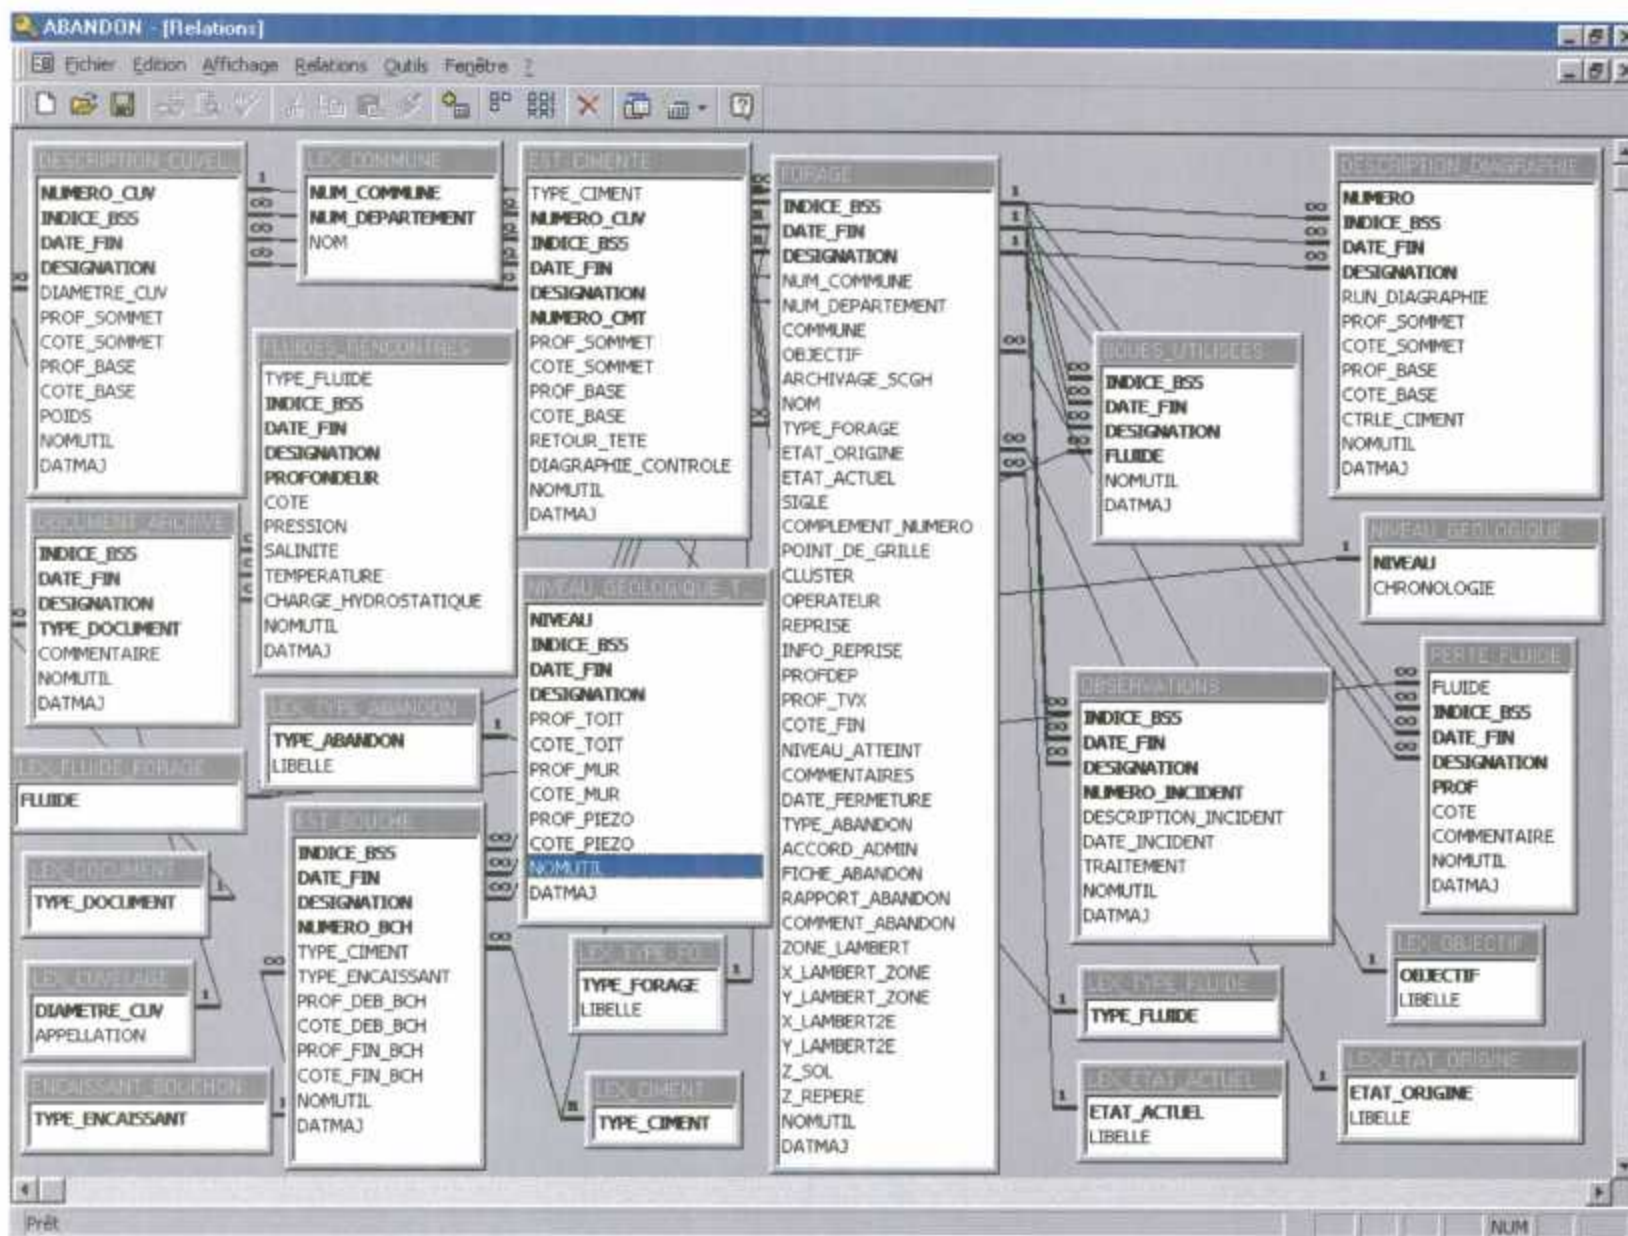 ABANDON - [Relations]
Fichier Edition Affichage Relations Outils Fenêtre ?
DESCRIPTION_CUVEL...
NUMERO_CUV
INDICE_BSS
DATE_FIN
DESIGNATION
DIAMETRE_CUV
PROF_SOMMET
COTE_SOMMET
PROF_BASE
COTE_BASE
POIDS
NOMUTIL
DATMAJ
LEX_COMMUNE
NUM_COMMUNE
NUM_DEPARTEMENT
NOM
EST_CIMENTE
TYPE_CIMENT
NUMERO_CUV
INDICE_BSS
DATE_FIN
DESIGNATION
NUMERO_CMT
PROF_SOMMET
COTE_SOMMET
PROF_BASE
COTE_BASE
RETOUR_TETE
DIAGRAPHIE_CONTROLE
NOMUTIL
DATMAJ
FORAGE
INDICE_BSS
DATE_FIN
DESIGNATION
NUM_COMMUNE
NUM_DEPARTEMENT
COMMUNE
OBJECTIF
ARCHIVAGE_SCGH
NOM
TYPE_FORAGE
ETAT_ORIGINE
ETAT_ACTUEL
SIGLE
COMPLEMENT_NUMERO
POINT_DE_GRILLE
CLUSTER
OPERATEUR
REPRISE
INFO_REPRISE
PROFDEP
PROF_TVX
COTE_FIN
NIVEAU_ATTEINT
COMMENTAIRES
DATE_FERMETURE
TYPE_ABANDON
ACCORD_ADMIN
FICHE_ABANDON
RAPPORT_ABANDON
COMMENT_ABANDON
ZONE_LAMBERT
X_LAMBERT_ZONE
Y_LAMBERT_ZONE
X_LAMBERT2E
Y_LAMBERT2E
Z_SOL
Z_REPERE
NOMUTIL
DATMAJ
DESCRIPTION_DIAGRAPHIE
NUMERO
INDICE_BSS
DATE_FIN
DESIGNATION
RUN_DIAGRAPHIE
PROF_SOMMET
COTE_SOMMET
PROF_BASE
COTE_BASE
CTRLE_CIMENT
NOMUTIL
DATMAJ
FLUIDES_RENCONTRES
TYPE_FLUIDE
INDICE_BSS
DATE_FIN
DESIGNATION
PROFONDEUR
COTE
PRESSION
SALINITE
TEMPERATURE
CHARGE_HYDROSTATIQUE
NOMUTIL
DATMAJ
BOUES_UTILISEES
INDICE_BSS
DATE_FIN
DESIGNATION
FLUIDE
NOMUTIL
DATMAJ
DOCUMENT_ARCHIVE
INDICE_BSS
DATE_FIN
DESIGNATION
TYPE_DOCUMENT
COMMENTAIRE
NOMUTIL
DATMAJ
NIVEAU_GEOLOGIQUE
NIVEAU
CHRONOLOGIE
NIVEAU_GEOLOGIQUE_T...
NIVEAU
INDICE_BSS
DATE_FIN
DESIGNATION
PROF_TOIT
COTE_TOIT
PROF_MUR
COTE_MUR
PROF_PIEZO
COTE_PIEZO
NOMUTIL
DATMAJ
PERTE_FLUIDE
FLUIDE
INDICE_BSS
DATE_FIN
DESIGNATION
PROF
COTE
COMMENTAIRE
NOMUTIL
DATMAJ
OBSERVATIONS
INDICE_BSS
DATE_FIN
DESIGNATION
NUMERO_INCIDENT
DESCRIPTION_INCIDENT
DATE_INCIDENT
TRAITEMENT
NOMUTIL
DATMAJ
LEX_TYPE_ABANDON
TYPE_ABANDON
LIBELLE
LEX_FLUIDE_FORAGE
FLUIDE
EST_BOUCHE
INDICE_BSS
DATE_FIN
DESIGNATION
NUMERO_BCH
TYPE_CIMENT
TYPE_ENCAISSANT
PROF_DEB_BCH
COTE_DEB_BCH
PROF_FIN_BCH
COTE_FIN_BCH
NOMUTIL
DATMAJ
LEX_DOCUMENT
TYPE_DOCUMENT
LEX_CUVELAGE
DIAMETRE_CUV
APPELLATION
ENCAISSANT_BOUCHON
TYPE_ENCAISSANT
LEX_TYPE_FO...
TYPE_FORAGE
LIBELLE
LEX_CIMENT
TYPE_CIMENT
LEX_TYPE_FLUIDE
TYPE_FLUIDE
LEX_ETAT_ACTUEL
ETAT_ACTUEL
LIBELLE
LEX_OBJECTIF
OBJECTIF
LIBELLE
LEX_ETAT_ORIGINE
ETAT_ORIGINE
LIBELLE
Prêt
NUM